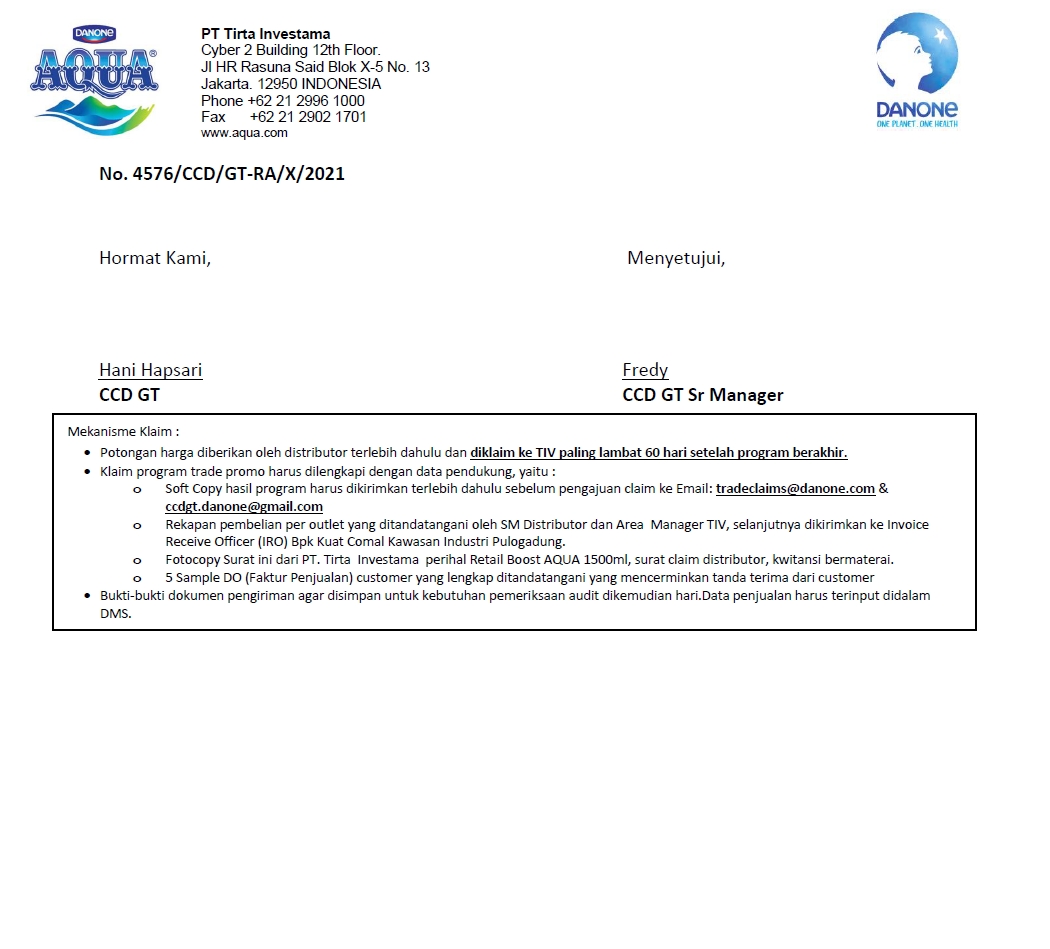 DANONE
AQUA®
PT Tirta Investama
Cyber 2 Building 12th Floor.
Jl HR Rasuna Said Blok X-5 No. 13
Jakarta. 12950 INDONESIA
Phone +62 21 2996 1000
Fax +62 21 2902 1701
www.aqua.com
DANONE
ONE PLANET. ONE HEALTH
No. 4576/CCD/GT-RA/X/2021
Hormat Kami, Menyetujui,
Hani Hapsari Fredy
CCD GT CCD GT Sr Manager
Mekanisme Klaim :
• Potongan harga diberikan oleh distributor terlebih dahulu dan diklaim ke TIV paling lambat 60 hari setelah program berakhir.
• Klaim program trade promo harus dilengkapi dengan data pendukung, yaitu :
o Soft Copy hasil program harus dikirimkan terlebih dahulu sebelum pengajuan claim ke Email: tradeclaims@danone.com &
ccdgt.danone@gmail.com
o Rekapan pembelian per outlet yang ditandatangani oleh SM Distributor dan Area Manager TIV, selanjutnya dikirimkan ke Invoice
Receive Officer (IRO) Bpk Kuat Comal Kawasan Industri Pulogadung.
o Fotocopy Surat ini dari PT. Tirta Investama perihal Retail Boost AQUA 1500ml, surat claim distributor, kwitansi bermaterai.
o 5 Sample DO (Faktur Penjualan) customer yang lengkap ditandatangani yang mencerminkan tanda terima dari customer
• Bukti-bukti dokumen pengiriman agar disimpan untuk kebutuhan pemeriksaan audit dikemudian hari.Data penjualan harus terinput didalam
DMS.